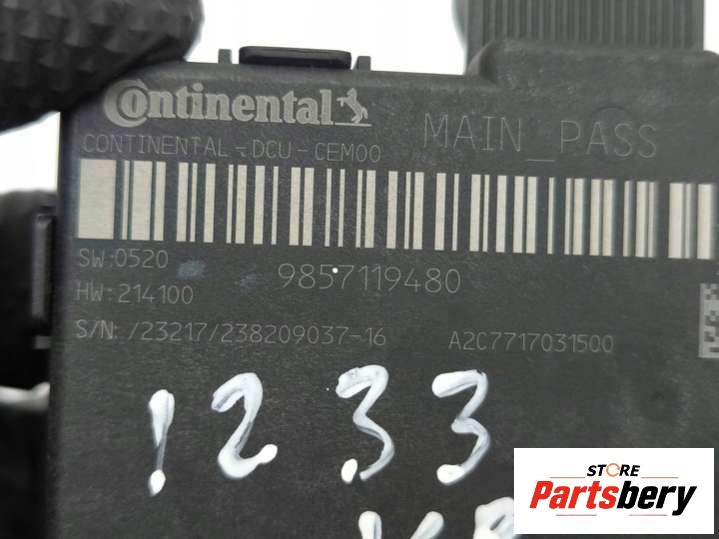 Continental
CONTINENTAL-DCU-CEM00
MAIN_PASS
SW:0520
HW:214100
9857119480
S/N:/23217/238209037-16
A2C7717031500
1233
STORE
Partsbery